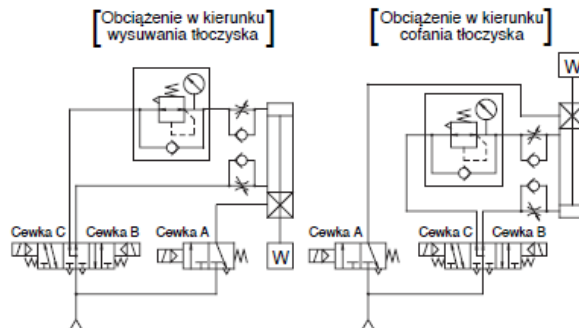 Obciążenie w kierunku
wysuwania tłoczyska
Obciążenie w kierunku
cofania tłoczyska
W
Cewka C
Cewka B
Cewka A
W
Cewka A
Cewka C
Cewka B